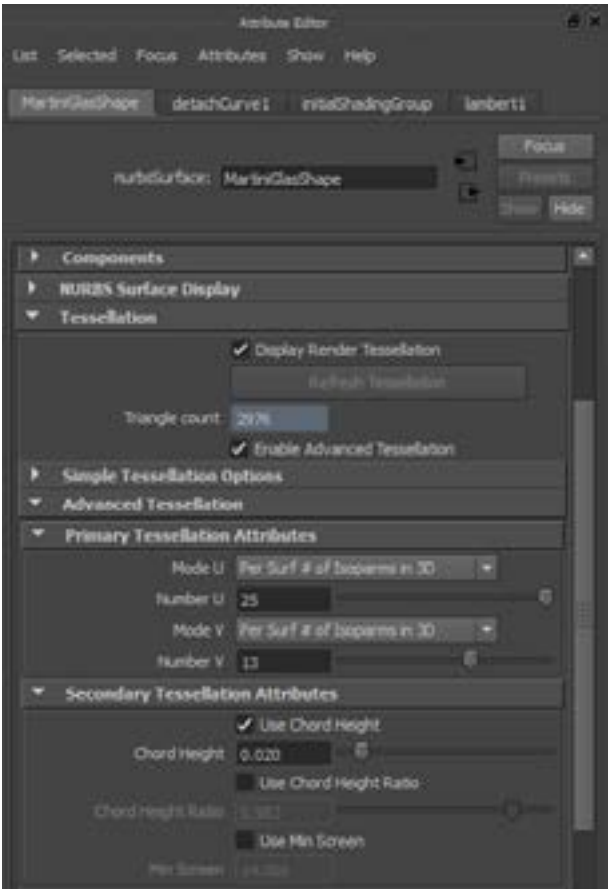 Attribute Editor
List Selected Focus Attributes Show Help
MartiniGlasShape detachCurve1 initialShadingGroup lambert1
Focus
nurbsSurface: MartiniGlasShape
Presets
Show Hide
Components
NURBS Surface Display
Tessellation
Display Render Tessellation
Refresh Tessellation
Triangle count 2976
Enable Advanced Tessellation
Simple Tessellation Options
Advanced Tessellation
Primary Tessellation Attributes
Mode U Per Surf # of Isoparms in 3D
Number U 25
Mode V Per Surf # of Isoparms in 3D
Number V 13
Secondary Tessellation Attributes
Use Chord Height
Chord Height 0.020
Use Chord Height Ratio
Chord Height Ratio
Use Min Screen
Min Screen